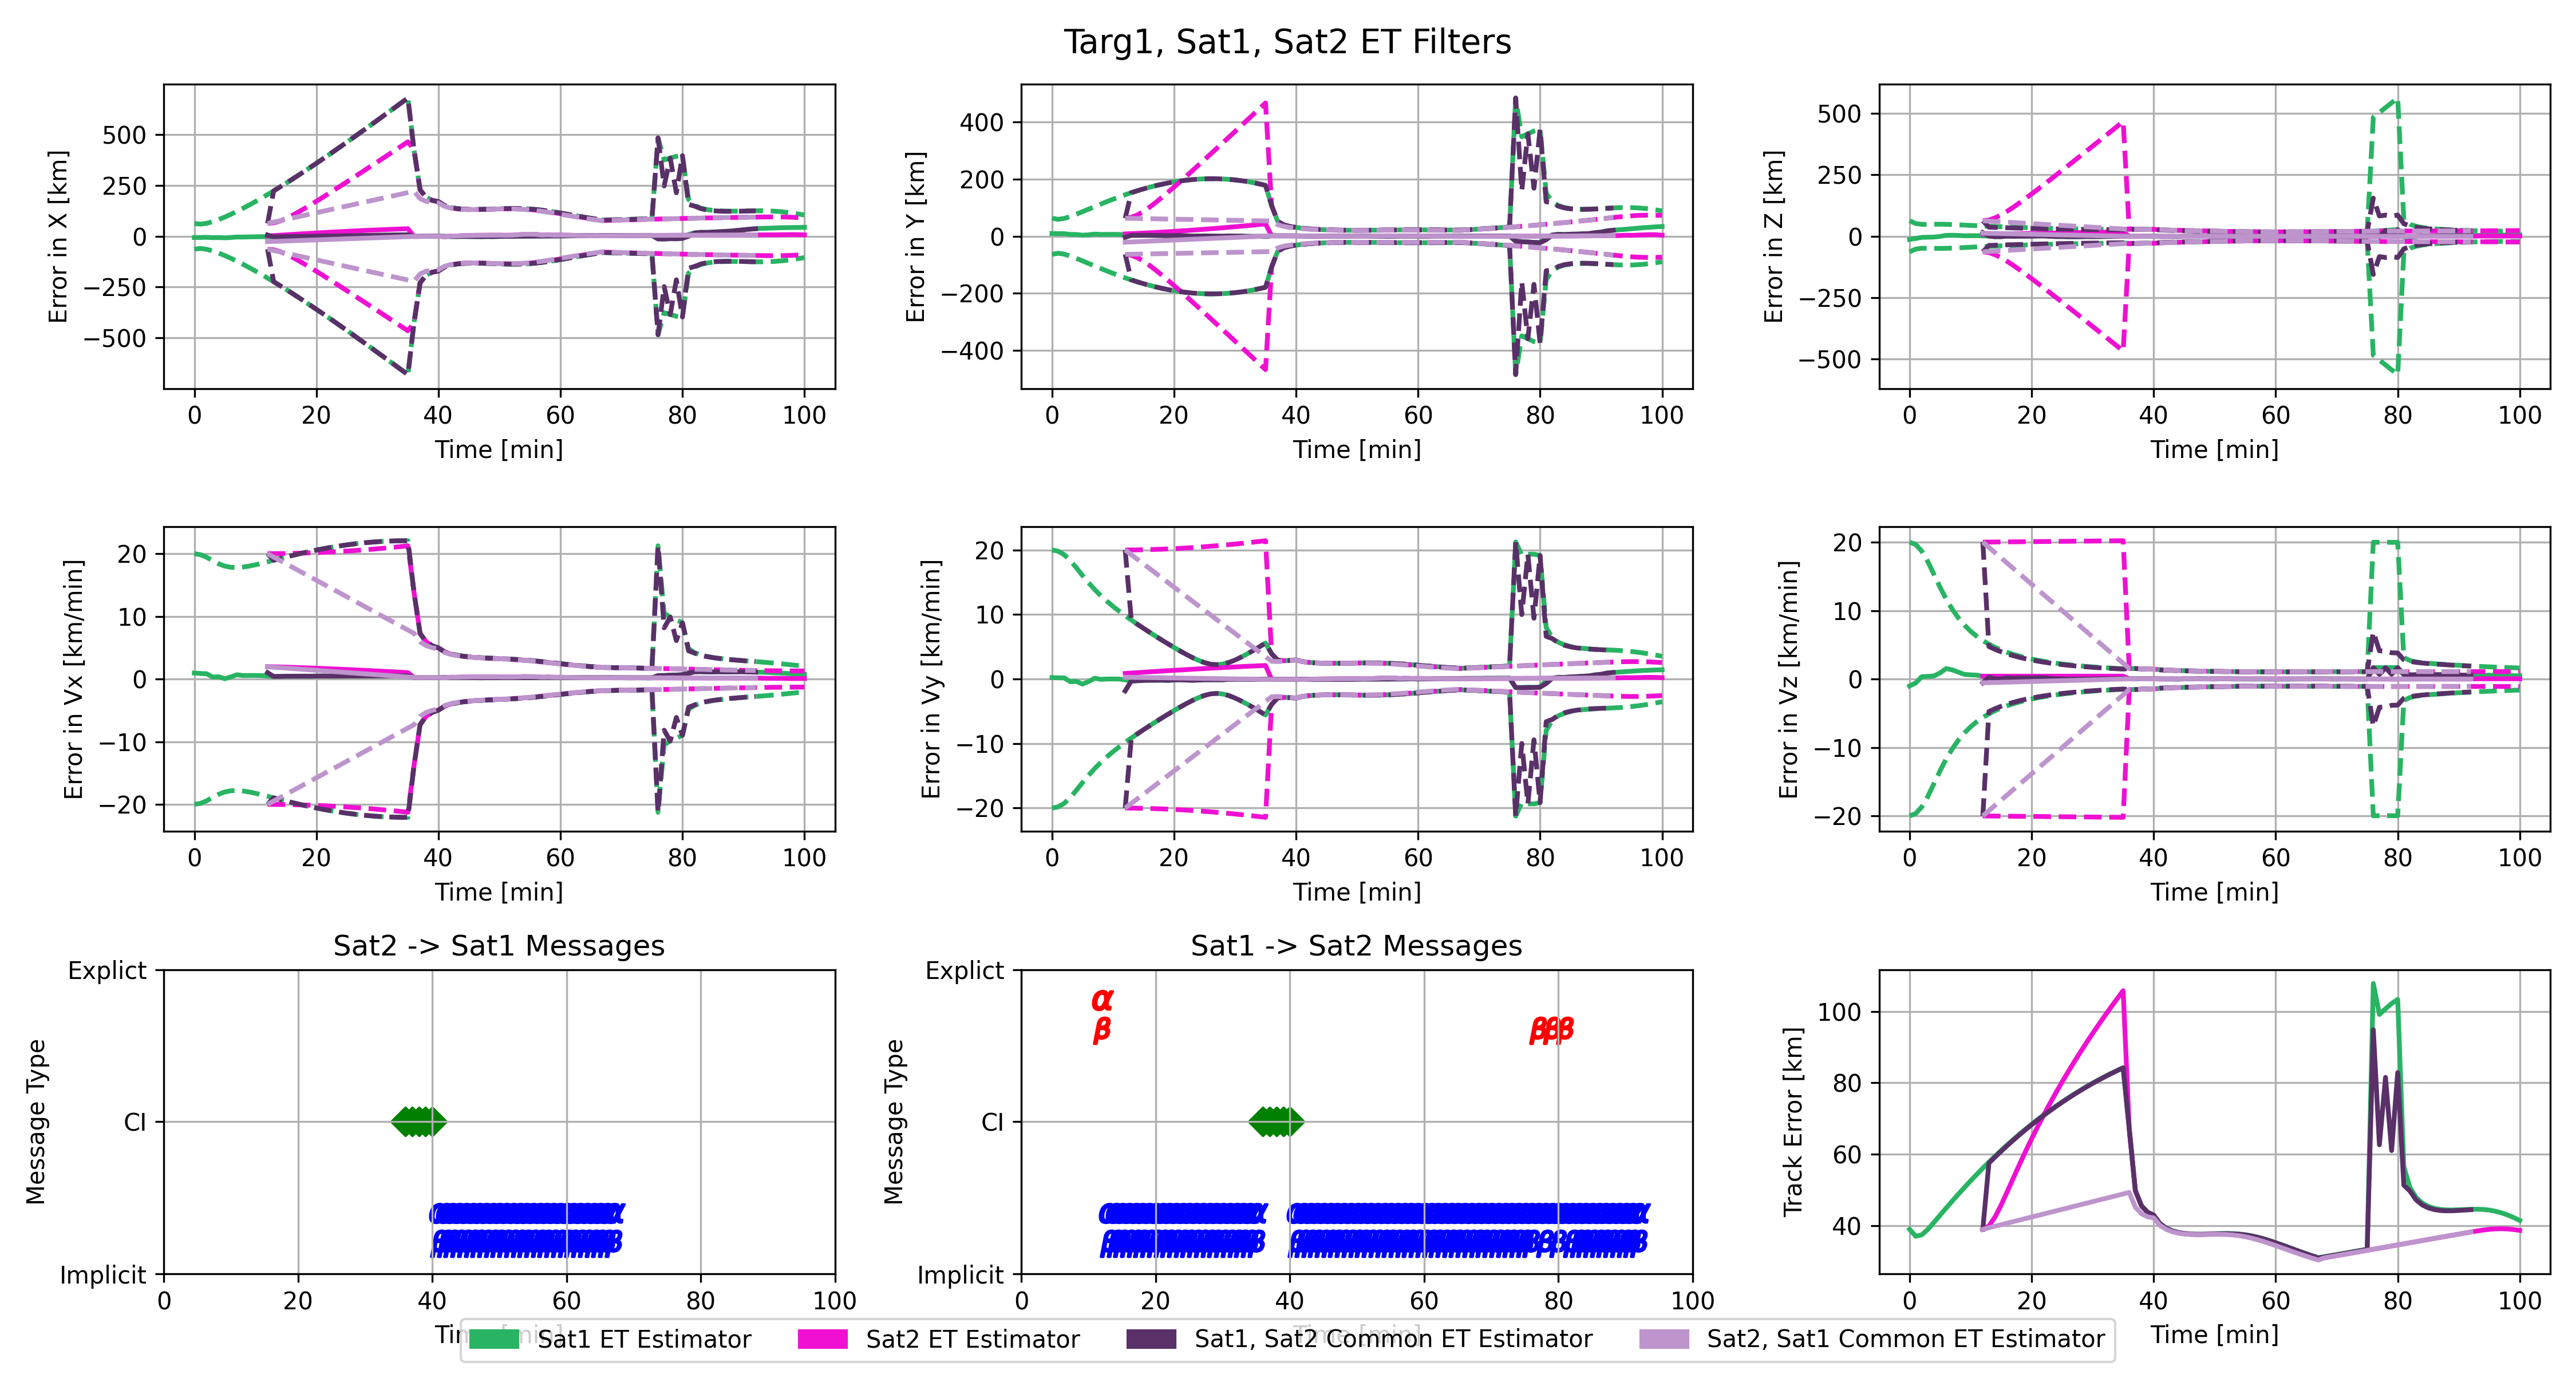 Targ1, Sat1, Sat2 ET Filters
Error in X [km]
500
250
0
−250
−500
0 20 40 60 80 100
Time [min]
Error in Y [km]
400
200
0
−200
−400
0 20 40 60 80 100
Time [min]
Error in Z [km]
500
250
0
−250
−500
0 20 40 60 80 100
Time [min]
Error in Vx [km/min]
20
10
0
−10
−20
0 20 40 60 80 100
Time [min]
Error in Vy [km/min]
20
10
0
−10
−20
0 20 40 60 80 100
Time [min]
Error in Vz [km/min]
20
10
0
−10
−20
0 20 40 60 80 100
Time [min]
Sat2 -> Sat1 Messages
Message Type
Explict
CI
Implicit
0 20 40 60 80 100
Sat1 -> Sat2 Messages
Message Type
Explict
α
β
CI
Implicit
0 20 40 60 80 100
Track Error [km]
100
80
60
40
0 20 40 60 80 100
Time [min]
Sat1 ET Estimator
Sat2 ET Estimator
Sat1, Sat2 Common ET Estimator
Sat2, Sat1 Common ET Estimator